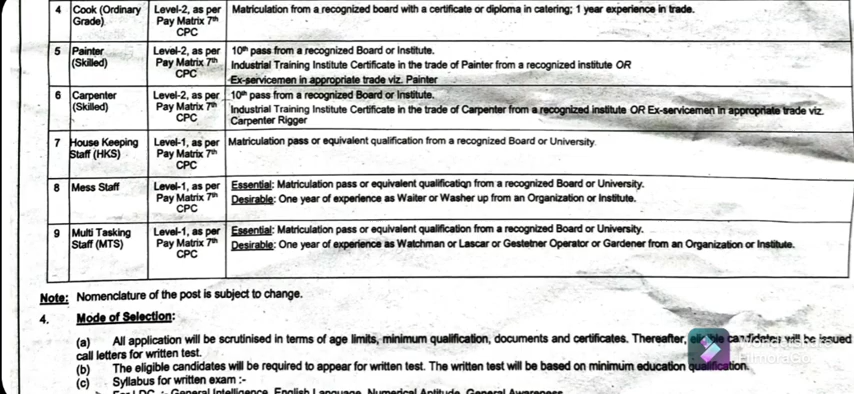 4 Cook (Ordinary Level-2, as per Matriculation from a recognized board with a certificate or diploma in catering; 1 year experience in trade.
Grade) Pay Matrix 7th
CPC
5 Painter Level-2, as per 10th pass from a recognized Board or Institute.
(Skilled) Pay Matrix 7th Industrial Training Institute Certificate in the trade of Painter from a recognized institute OR
CPC Ex-servicemen in appropriate trade viz. Painter
6 Carpenter Level-2, as per 10th pass from a recognized Board or Institute.
(Skilled) Pay Matrix 7th Industrial Training Institute Certificate in the trade of Carpenter from a recognized institute OR Ex-servicemen in appropriate trade viz.
CPC Carpenter Rigger
7 House Keeping Level-1, as per Matriculation pass or equivalent qualification from a recognized Board or University.
Staff (HKS) Pay Matrix 7th
CPC
8 Mess Staff Level-1, as per Essential: Matriculation pass or equivalent qualification from a recognized Board or University.
Pay Matrix 7th Desirable: One year of experience as Waiter or Washer up from an Organization or Institute.
CPC
9 Multi Tasking Level-1, as per Essential: Matriculation pass or equivalent qualification from a recognized Board or University.
Staff (MTS) Pay Matrix 7th Desirable: One year of experience as Watchman or Lascar or Gestetner Operator or Gardener from an Organization or Institute.
CPC
Note: Nomenclature of the post is subject to change.
4. Mode of Selection:
(a) All application will be scrutinised in terms of age limits, minimum qualification, documents and certificates. Thereafter, eligible candidates will be issued
call letters for written test.
(b) The eligible candidates will be required to appear for written test. The written test will be based on minimum education qualification.
(c) Syllabus for written exam :-
For LDC :- General Intelligence, English Language, Numerical Aptitude, General Awareness
FilmoraGo